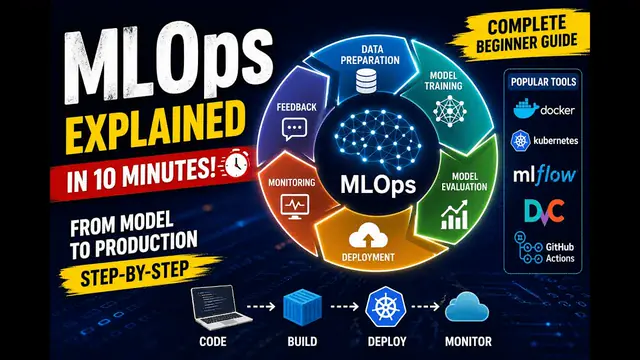 MLOps
EXPLAINED
IN 10 MINUTES!
FROM MODEL
TO PRODUCTION
STEP-BY-STEP
COMPLETE
BEGINNER GUIDE
DATA
PREPARATION
MODEL
TRAINING
MODEL
EVALUATION
DEPLOYMENT
MONITORING
FEEDBACK
MLOps
POPULAR TOOLS
docker
kubernetes
mlflow
DVC
GitHub
Actions
CODE
BUILD
DEPLOY
MONITOR